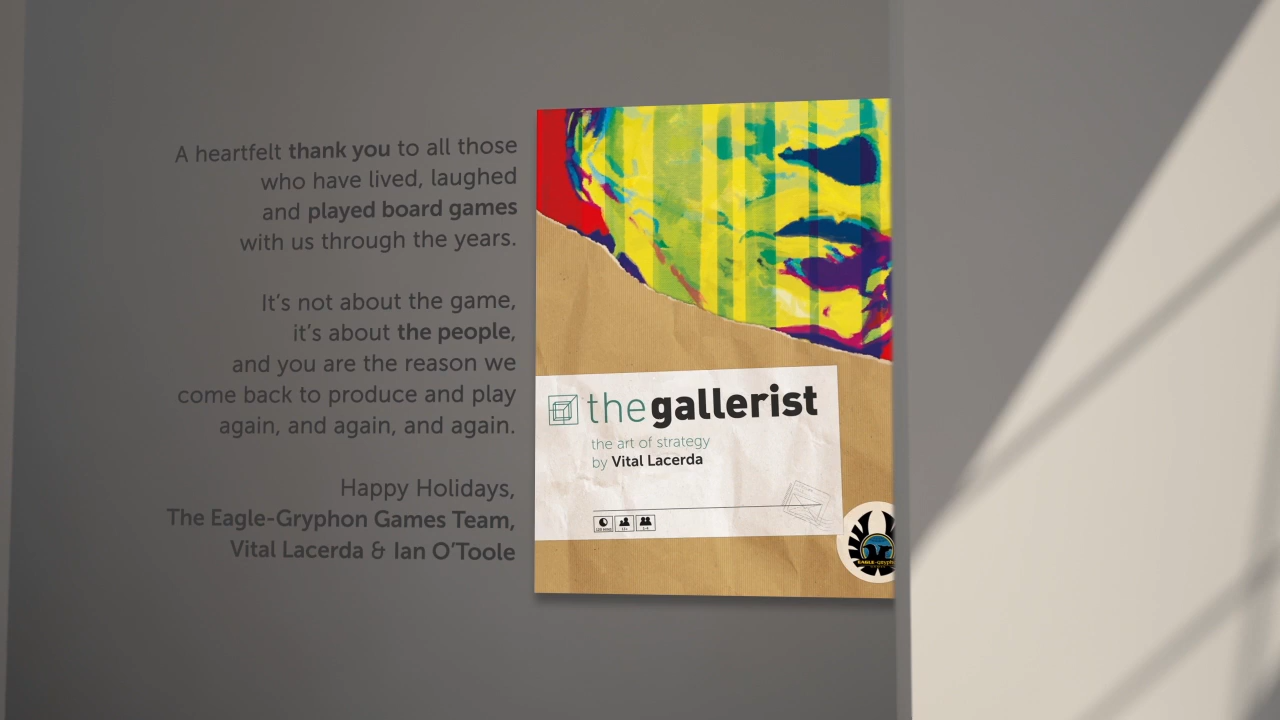 A heartfelt thank you to all those
who have lived, laughed
and played board games
with us through the years.
It's not about the game,
it's about the people,
and you are the reason we
come back to produce and play
again, and again, and again.
Happy Holidays,
The Eagle-Gryphon Games Team,
Vital Lacerda & Ian O'Toole
the gallerist
the art of strategy
by Vital Lacerda